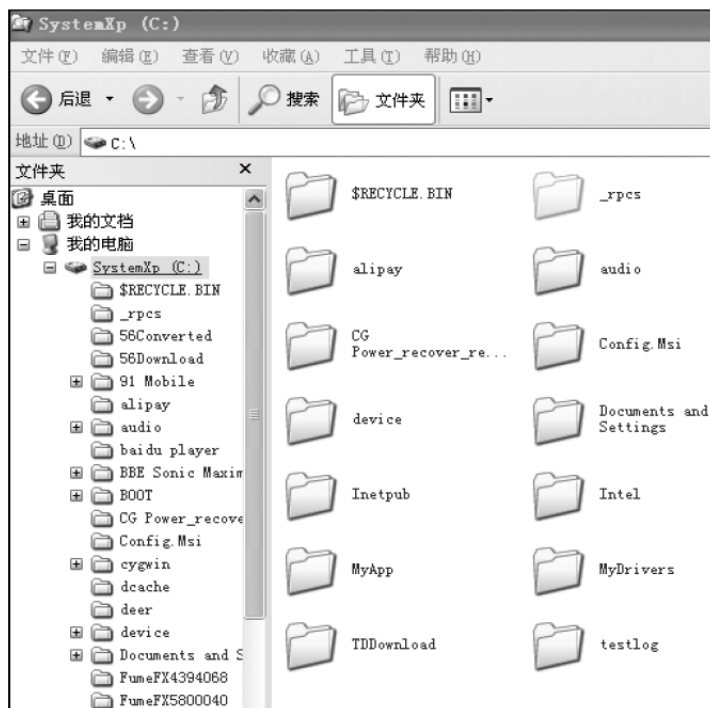 SystemXp (C:)
文件(F) 编辑(E) 查看(V) 收藏(A) 工具(T) 帮助(H)
后退 搜索 文件夹
地址(D) C:\
文件夹
桌面
我的文档
我的电脑
SystemXp (C:)
$RECYCLE.BIN
_rpcs
56Converted
56Download
91 Mobile
alipay
audio
baidu player
BBE Sonic Maxim
BOOT
CG Power_recove
Config.Msi
cygwin
dcache
deer
device
Documents and S
FumeFX4394068
FumeFX5800040
$RECYCLE.BIN
_rpcs
alipay
audio
CG
Power_recover_re...
Config.Msi
device
Documents and
Settings
Inetpub
Intel
MyApp
MyDrivers
TDDownload
testlog